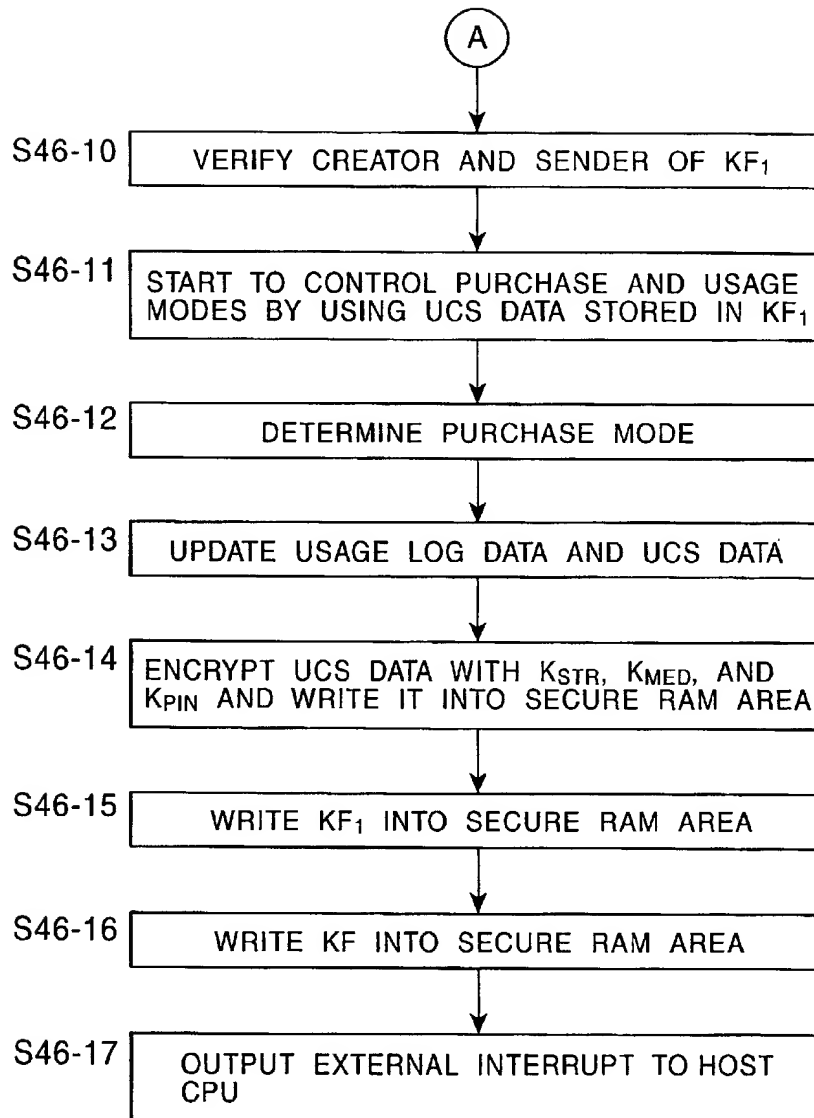 A
S46-10
VERIFY CREATOR AND SENDER OF KF₁
S46-11
START TO CONTROL PURCHASE AND USAGE
MODES BY USING UCS DATA STORED IN KF₁
S46-12
DETERMINE PURCHASE MODE
S46-13
UPDATE USAGE LOG DATA AND UCS DATA
S46-14
ENCRYPT UCS DATA WITH KSTR, KMED, AND
KPIN AND WRITE IT INTO SECURE RAM AREA
S46-15
WRITE KF₁ INTO SECURE RAM AREA
S46-16
WRITE KF INTO SECURE RAM AREA
S46-17
OUTPUT EXTERNAL INTERRUPT TO HOST
CPU